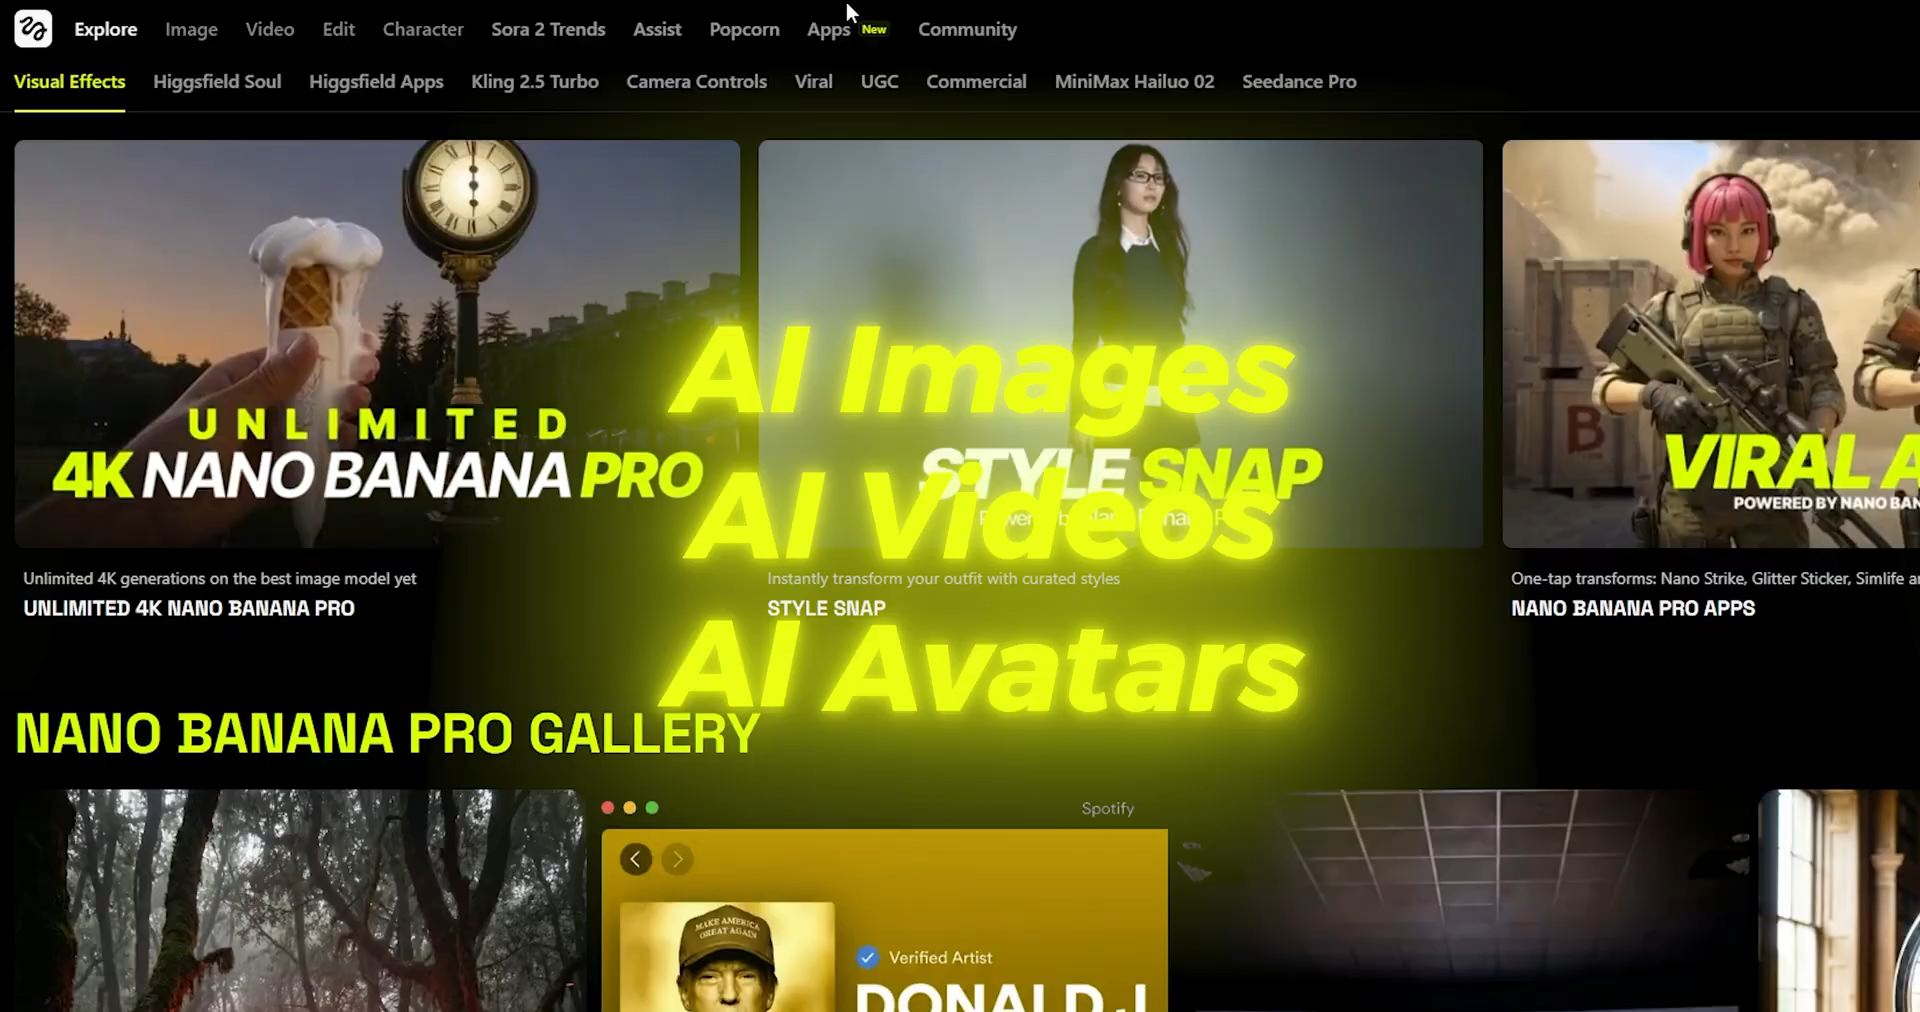 Explore Image Video Edit Character Sora 2 Trends Assist Popcorn Apps New Community
Visual Effects Higgsfield Soul Higgsfield Apps Kling 2.5 Turbo Camera Controls Viral UGC Commercial MiniMax Hailuo 02 Seedance Pro
UNLIMITED
4K NANO BANANA PRO
STYLE SNAP
VIRAL A
POWERED BY NANO BAN
AI Images
AI Videos
AI Avatars
Unlimited 4K generations on the best image model yet
UNLIMITED 4K NANO BANANA PRO
Instantly transform your outfit with curated styles
STYLE SNAP
One-tap transforms: Nano Strike, Glitter Sticker, Simlife
NANO BANANA PRO APPS
NANO BANANA PRO GALLERY
Spotify
MAKE AMERICA
GREAT AGAIN
Verified Artist
DONALD J
B